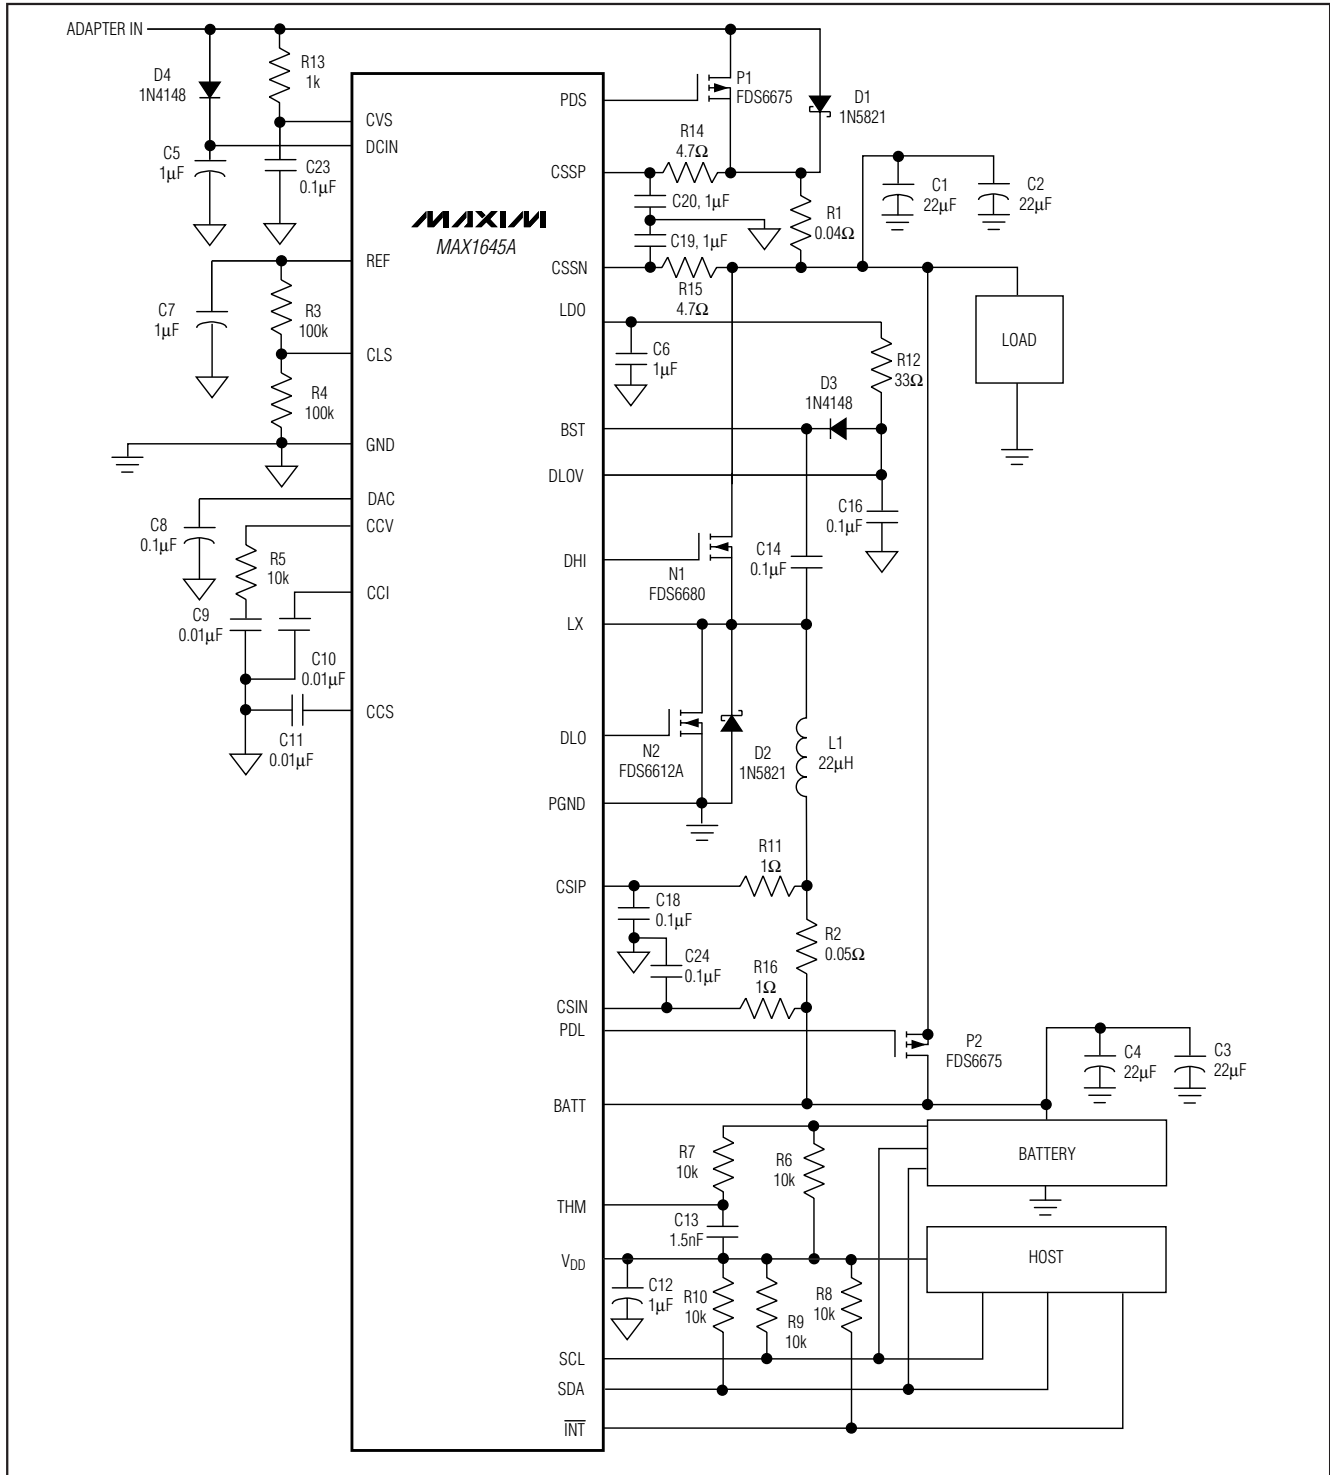 ADAPTER IN
D4
1N4148
R13
1k
C5
1µF
C23
0.1µF
CVS
DCIN
MAXIM
MAX1645A
PDS
P1
FDS6675
D1
1N5821
R14
4.7Ω
CSSP
C20, 1µF
C19, 1µF
R1
0.04Ω
C1
22µF
C2
22µF
CSSN
R15
4.7Ω
REF
C7
1µF
R3
100k
CLS
R4
100k
GND
LDO
C6
1µF
R12
33Ω
LOAD
D3
1N4148
BST
DLOV
C16
0.1µF
DAC
C8
0.1µF
CCV
R5
10k
CCI
C9
0.01µF
C10
0.01µF
CCS
C11
0.01µF
DHI
N1
FDS6680
C14
0.1µF
LX
DLO
N2
FDS6612A
D2
1N5821
L1
22µH
PGND
R11
1Ω
CSIP
C18
0.1µF
R2
0.05Ω
C24
0.1µF
R16
1Ω
CSIN
PDL
P2
FDS6675
C4
22µF
C3
22µF
BATT
R7
10k
R6
10k
BATTERY
THM
C13
1.5nF
HOST
VDD
C12
1µF
R10
10k
R9
10k
R8
10k
SCL
SDA
INT